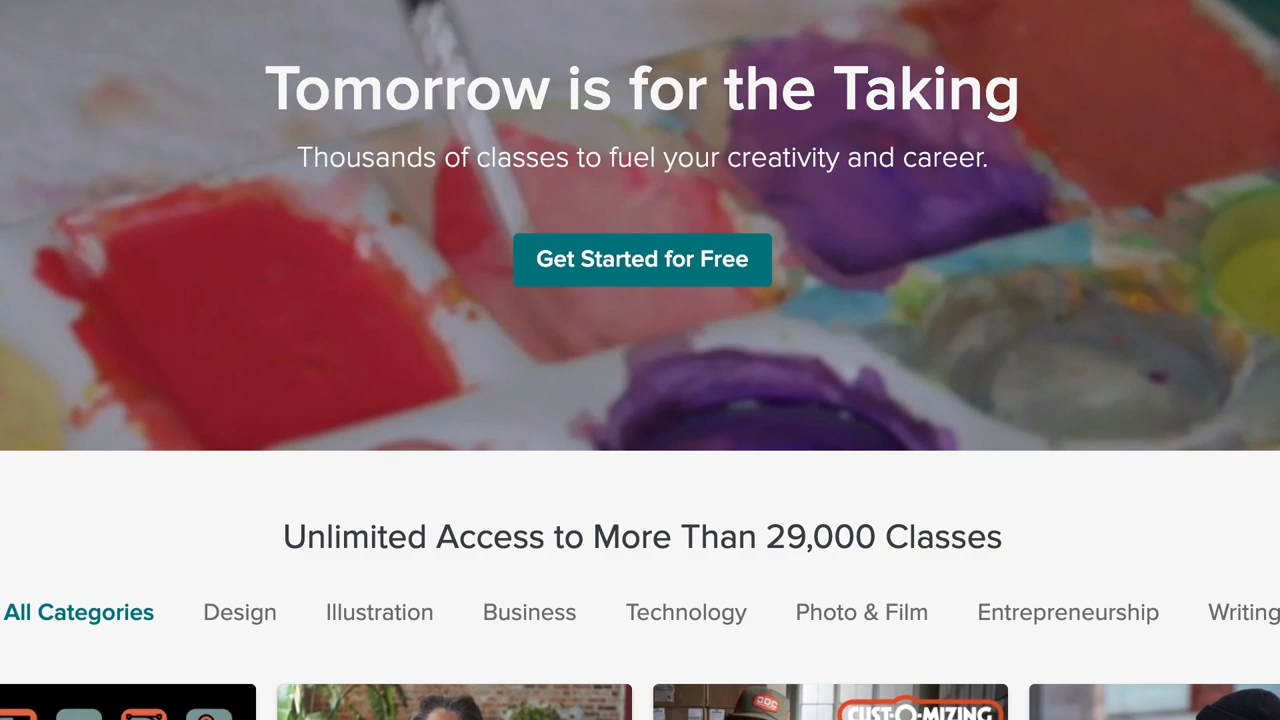 Tomorrow is for the Taking
Thousands of classes to fuel your creativity and career.
Get Started for Free
Unlimited Access to More Than 29,000 Classes
All Categories Design Illustration Business Technology Photo & Film Entrepreneurship Writing
DDC
CUST-O-MIZING